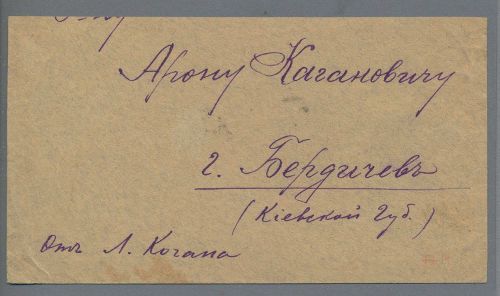 Арону Кагановичу
г. Бердичевъ
(Кіевской Губ.)
Отъ Л. Когана